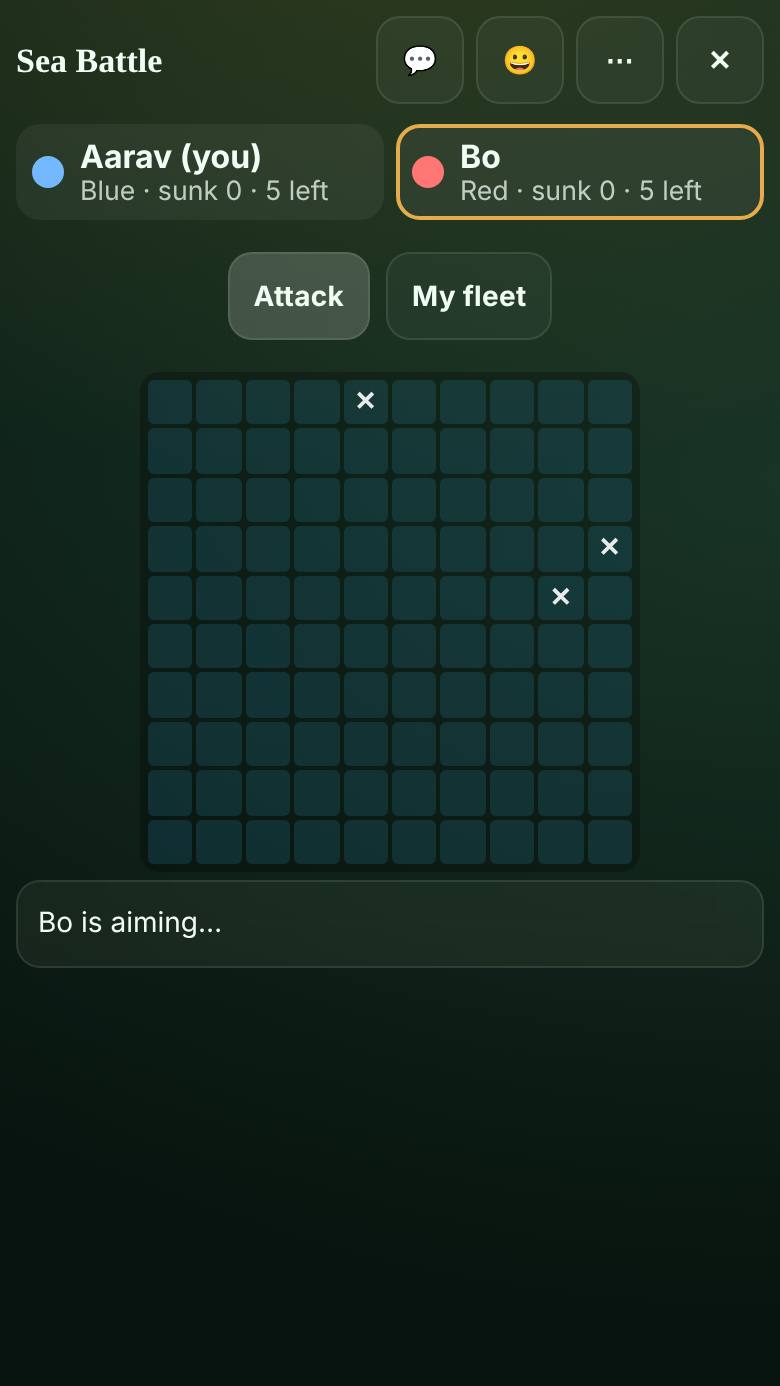 Sea Battle
Aarav (you)
Blue · sunk 0 · 5 left
Bo
Red · sunk 0 · 5 left
Attack
My fleet
Bo is aiming...